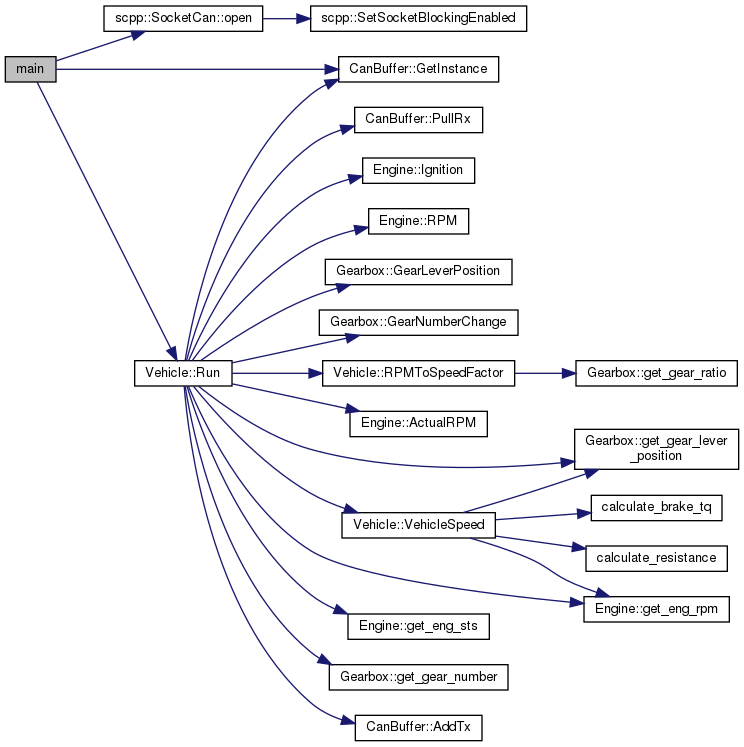 main
scpp::SocketCan::open
scpp::SetSocketBlockingEnabled
CanBuffer::GetInstance
CanBuffer::PullRx
Engine::Ignition
Engine::RPM
Gearbox::GearLeverPosition
Gearbox::GearNumberChange
Vehicle::Run
Vehicle::RPMToSpeedFactor
Gearbox::get_gear_ratio
Engine::ActualRPM
Gearbox::get_gear_lever
_position
Vehicle::VehicleSpeed
calculate_brake_tq
calculate_resistance
Engine::get_eng_rpm
Engine::get_eng_sts
Gearbox::get_gear_number
CanBuffer::AddTx